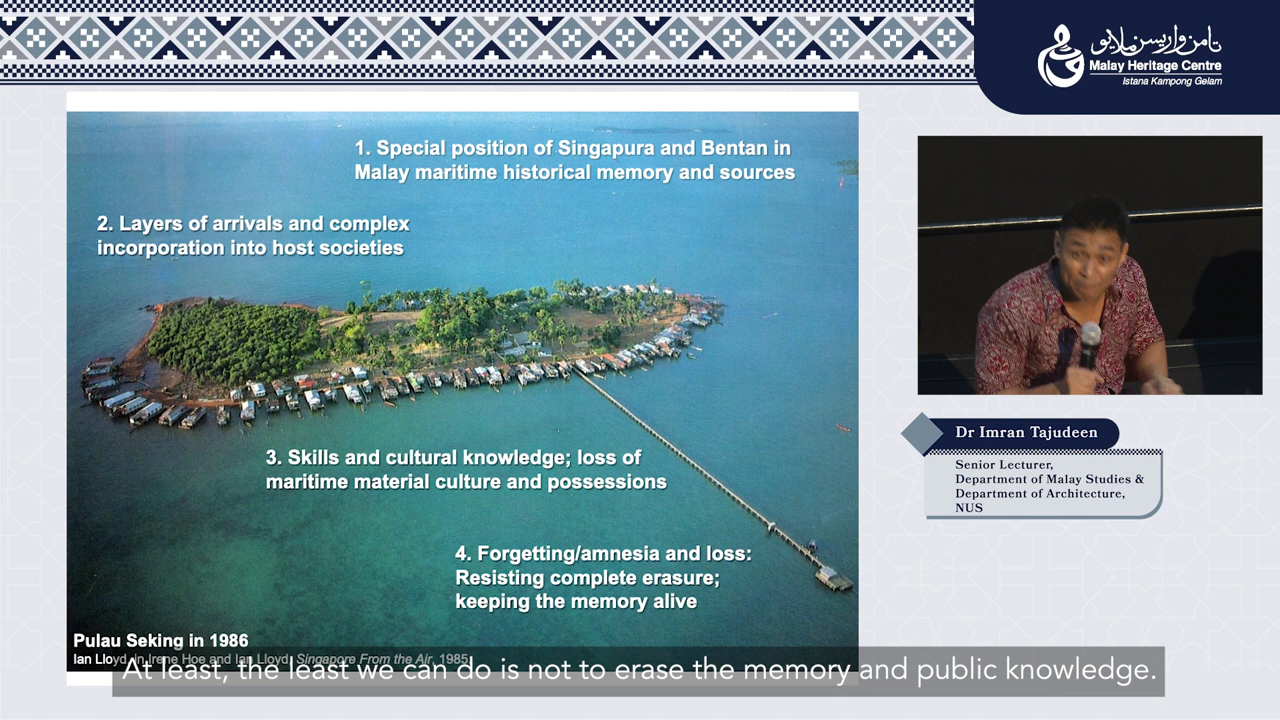 تامن واريسن ملايو
Malay Heritage Centre
Istana Kampong Gelam
1. Special position of Singapura and Bentan in
Malay maritime historical memory and sources
2. Layers of arrivals and complex
incorporation into host societies
3. Skills and cultural knowledge; loss of
maritime material culture and possessions
4. Forgetting/amnesia and loss:
Resisting complete erasure;
keeping the memory alive
Pulau Seking in 1986
Ian Lloyd, in Irene Hoe and Ian Lloyd, Singapore From the Air, 1985
Dr Imran Tajudeen
Senior Lecturer,
Department of Malay Studies &
Department of Architecture,
NUS
At least, the least we can do is not to erase the memory and public knowledge.